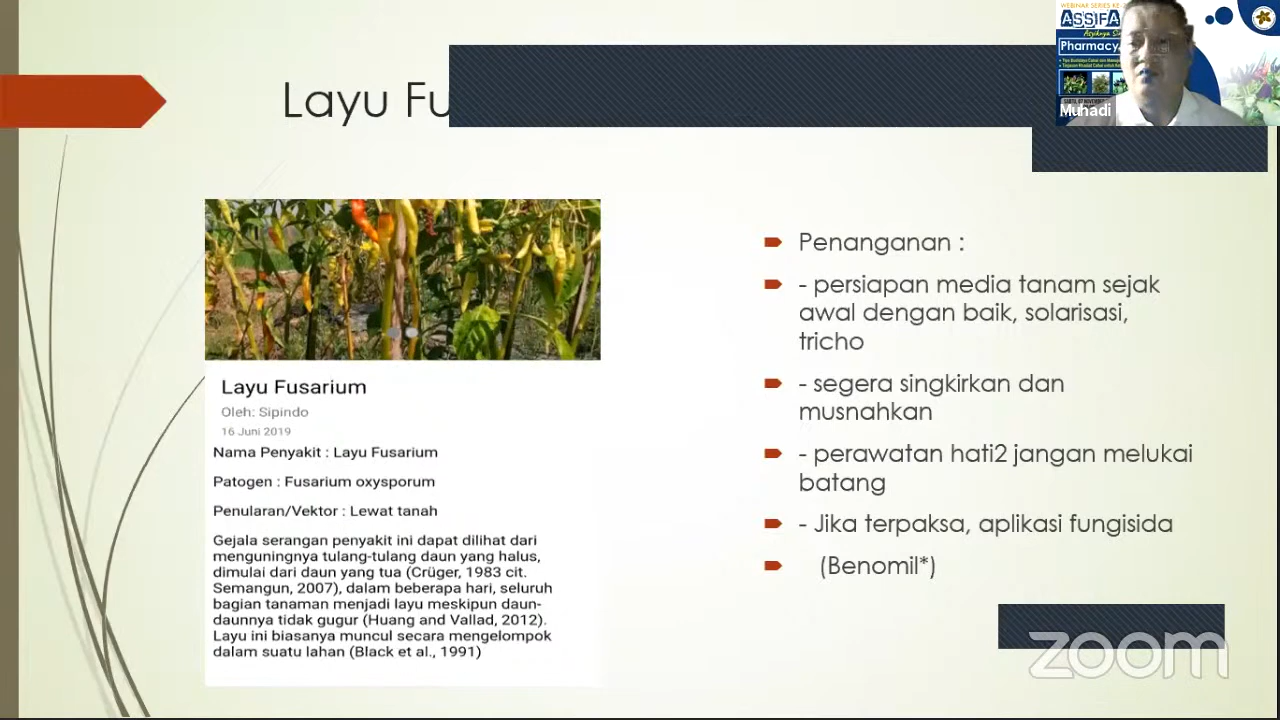 WEBINAR SERIES KE-
ASSIFA
Pharmacy
Muhadi
Layu Fu
Layu Fusarium
Oleh: Sipindo
16 Juni 2019
Nama Penyakit : Layu Fusarium
Patogen : Fusarium oxysporum
Penularan/Vektor : Lewat tanah
Gejala serangan penyakit ini dapat dilihat dari
menguningnya tulang-tulang daun yang halus,
dimulai dari daun yang tua (Crüger, 1983 cit.
Semangun, 2007), dalam beberapa hari, seluruh
bagian tanaman menjadi layu meskipun daun-
daunnya tidak gugur (Huang and Vallad, 2012).
Layu ini biasanya muncul secara mengelompok
dalam suatu lahan (Black et al., 1991)
Penanganan :
- persiapan media tanam sejak
awal dengan baik, solarisasi,
tricho
- segera singkirkan dan
musnahkan
- perawatan hati2 jangan melukai
batang
- Jika terpaksa, aplikasi fungisida
(Benomil*)
zoom